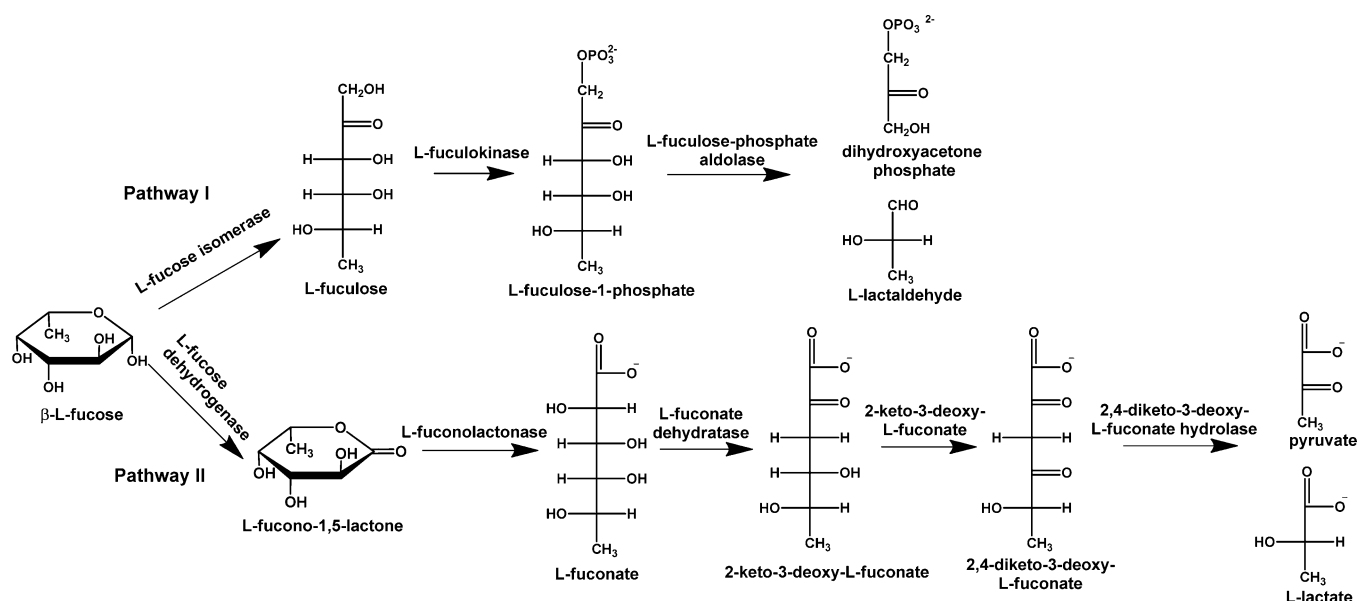 Pathway I
L-fucose isomerase
CH₂OH
O
H
OH
H
OH
HO
H
CH₃
L-fuculose
L-fuculokinase
OPO₃²⁻
CH₂
O
H
OH
H
OH
HO
H
CH₃
L-fuculose-1-phosphate
L-fuculose-phosphate
aldolase
OPO₃ ²⁻
CH₂
O
CH₂OH
dihydroxyacetone
phosphate
CHO
HO
H
CH₃
L-lactaldehyde
O
CH₃
OH
OH
OH
OH
β-L-fucose
L-fucose
dehydrogenase
Pathway II
O
CH₃
OH
O
OH
OH
L-fucono-1,5-lactone
L-fuconolactonase
O
O⁻
HO
H
H
OH
H
OH
HO
H
CH₃
L-fuconate
L-fuconate
dehydratase
O
O⁻
O
H
H
H
OH
HO
H
CH₃
2-keto-3-deoxy-L-fuconate
2-keto-3-deoxy-
L-fuconate
O
O⁻
O
H
H
O
HO
H
CH₃
2,4-diketo-3-deoxy-
L-fuconate
2,4-diketo-3-deoxy-
L-fuconate hydrolase
O
O⁻
O
CH₃
pyruvate
O
O⁻
HO
H
CH₃
L-lactate